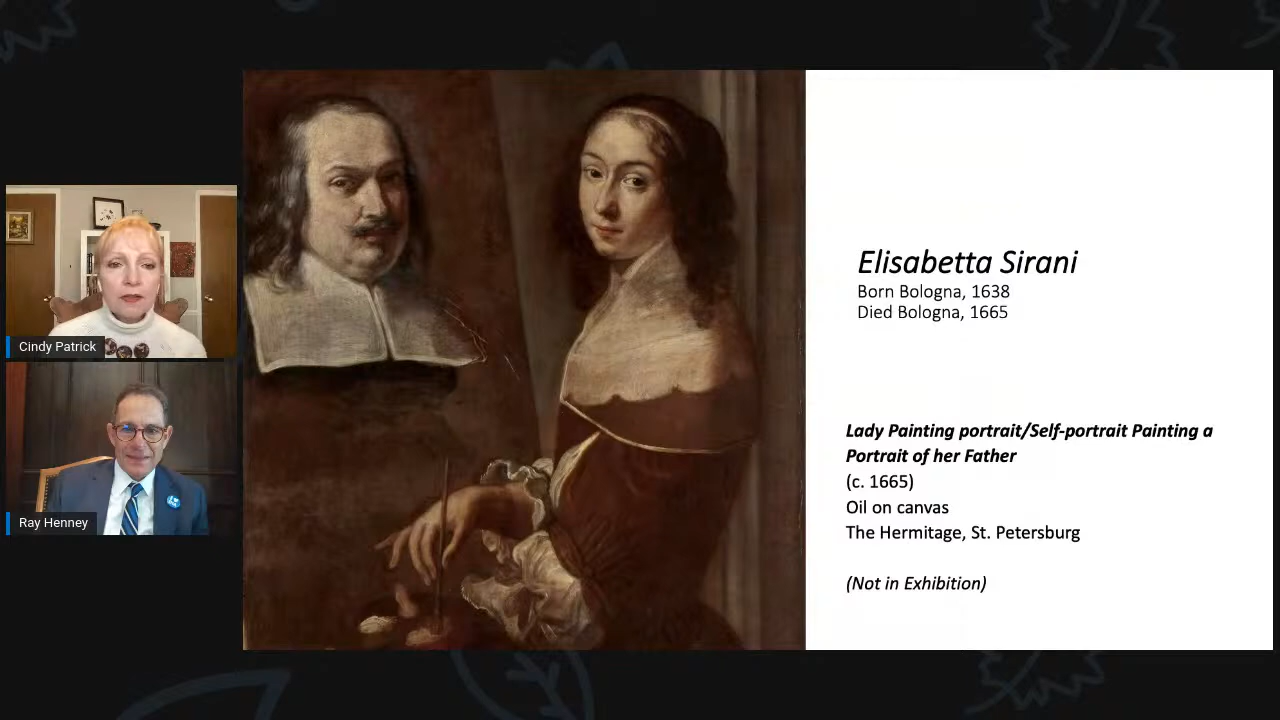 Cindy Patrick
Ray Henney
Elisabetta Sirani
Born Bologna, 1638
Died Bologna, 1665
Lady Painting portrait/Self-portrait Painting a
Portrait of her Father
(c. 1665)
Oil on canvas
The Hermitage, St. Petersburg
(Not in Exhibition)